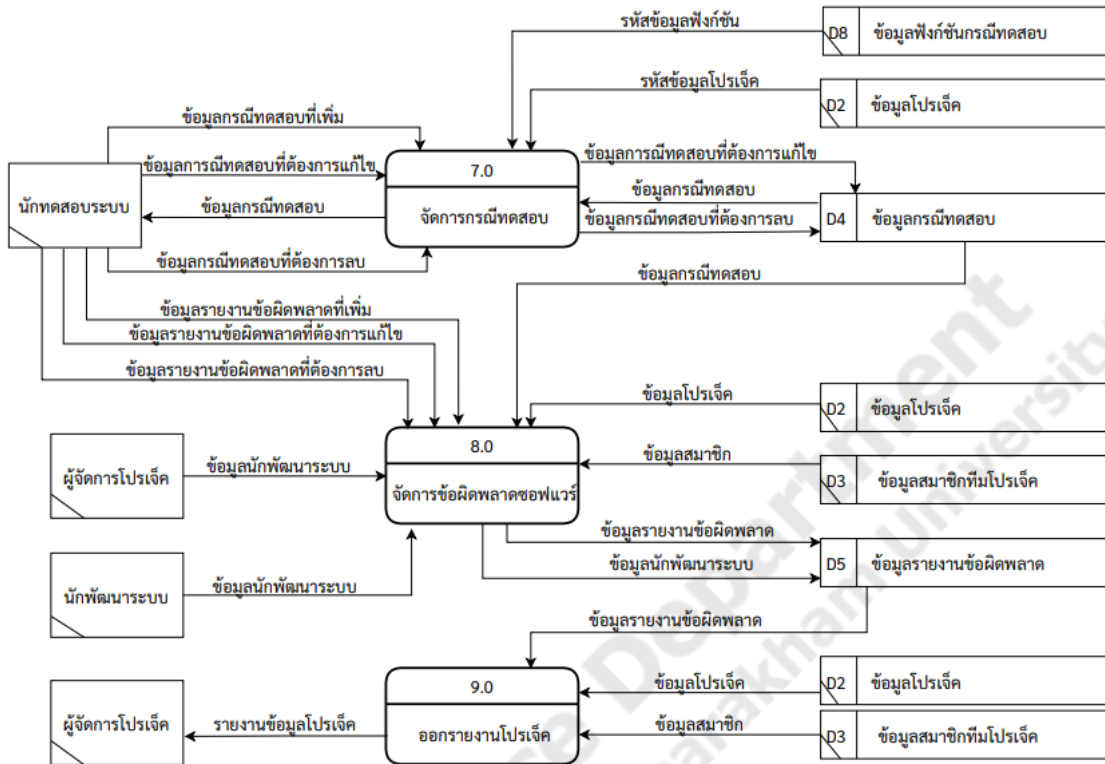 รหัสข้อมูลฟังก์ชัน
D8 ข้อมูลฟังก์ชันกรณีทดสอบ
รหัสข้อมูลโปรเจ็ค
D2 ข้อมูลโปรเจ็ค
ข้อมูลกรณีทดสอบที่เพิ่ม
นักทดสอบระบบ
ข้อมูลการณีทดสอบที่ต้องการแก้ไข
7.0
จัดการกรณีทดสอบ
ข้อมูลการณีทดสอบที่ต้องการแก้ไข
ข้อมูลกรณีทดสอบ
ข้อมูลกรณีทดสอบ
ข้อมูลกรณีทดสอบที่ต้องการลบ
D4 ข้อมูลกรณีทดสอบ
ข้อมูลกรณีทดสอบที่ต้องการลบ
ข้อมูลกรณีทดสอบ
ข้อมูลรายงานข้อผิดพลาดที่เพิ่ม
ข้อมูลรายงานข้อผิดพลาดที่ต้องการแก้ไข
ข้อมูลรายงานข้อผิดพลาดที่ต้องการลบ
ข้อมูลโปรเจ็ค
D2 ข้อมูลโปรเจ็ค
ผู้จัดการโปรเจ็ค
ข้อมูลนักพัฒนาระบบ
8.0
จัดการข้อผิดพลาดซอฟแวร์
ข้อมูลสมาชิก
D3 ข้อมูลสมาชิกทีมโปรเจ็ค
ข้อมูลรายงานข้อผิดพลาด
ข้อมูลนักพัฒนาระบบ
D5 ข้อมูลรายงานข้อผิดพลาด
นักพัฒนาระบบ
ข้อมูลนักพัฒนาระบบ
ข้อมูลรายงานข้อผิดพลาด
9.0
ออกรายงานโปรเจ็ค
ข้อมูลโปรเจ็ค
D2 ข้อมูลโปรเจ็ค
ผู้จัดการโปรเจ็ค
รายงานข้อมูลโปรเจ็ค
ข้อมูลสมาชิก
D3 ข้อมูลสมาชิกทีมโปรเจ็ค
Department
University